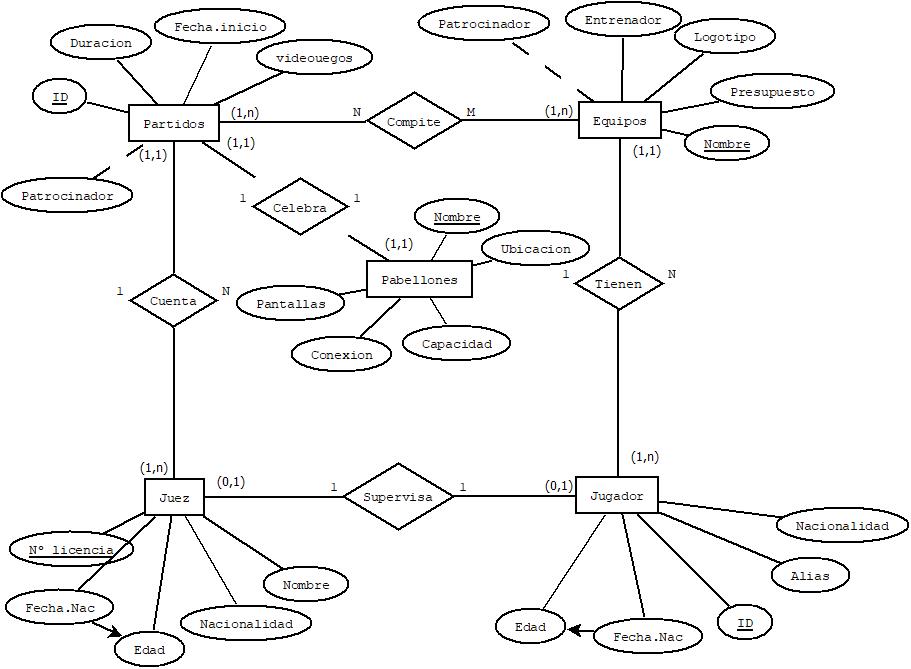 Patrocinador
Entrenador
Logotipo
Presupuesto
Nombre
Equipos
Fecha.inicio
Duracion
videouegos
ID
Partidos
Patrocinador
(1,n)
N
Compite
M
(1,n)
(1,1)
(1,1)
(1,1)
1
Celebra
1
(1,1)
Nombre
Ubicacion
Pabellones
Pantallas
Conexion
Capacidad
1
Cuenta
N
1
Tienen
N
(1,n)
(0,1)
1
Supervisa
1
(0,1)
(1,n)
Juez
Jugador
Nº licencia
Fecha.Nac
Edad
Nacionalidad
Nombre
Nacionalidad
Alias
ID
Edad
Fecha.Nac